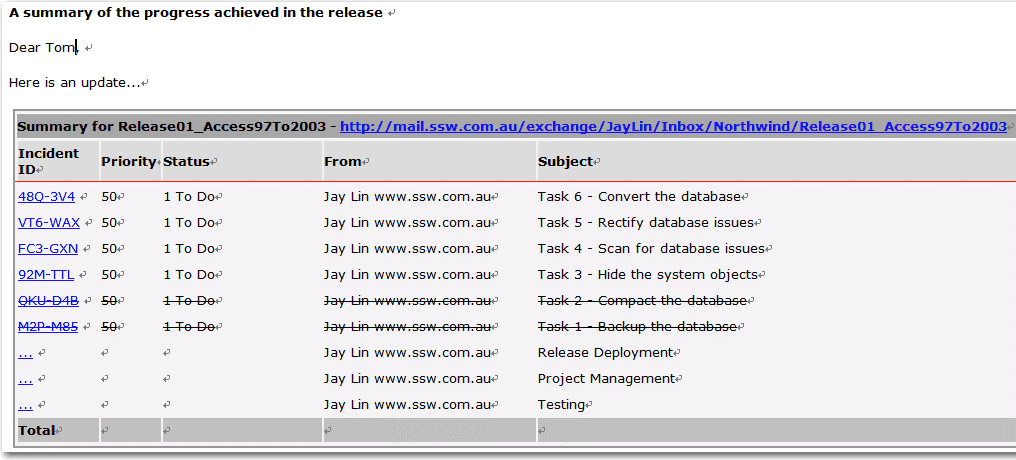 A summary of the progress achieved in the release
Dear Tom,
Here is an update...
Summary for Release01_Access97To2003 - http://mail.ssw.com.au/exchange/JayLin/Inbox/Northwind/Release01_Access97To2003
Incident ID Priority Status From Subject
48Q-3V4 50 1 To Do Jay Lin www.ssw.com.au Task 6 - Convert the database
VT6-WAX 50 1 To Do Jay Lin www.ssw.com.au Task 5 - Rectify database issues
FC3-GXN 50 1 To Do Jay Lin www.ssw.com.au Task 4 - Scan for database issues
92M-TTL 50 1 To Do Jay Lin www.ssw.com.au Task 3 - Hide the system objects
QKU-D4B 50 1 To Do Jay Lin www.ssw.com.au Task 2 - Compact the database
M2P-M85 50 1 To Do Jay Lin www.ssw.com.au Task 1 - Backup the database
... Jay Lin www.ssw.com.au Release Deployment
... Jay Lin www.ssw.com.au Project Management
... Jay Lin www.ssw.com.au Testing
Total